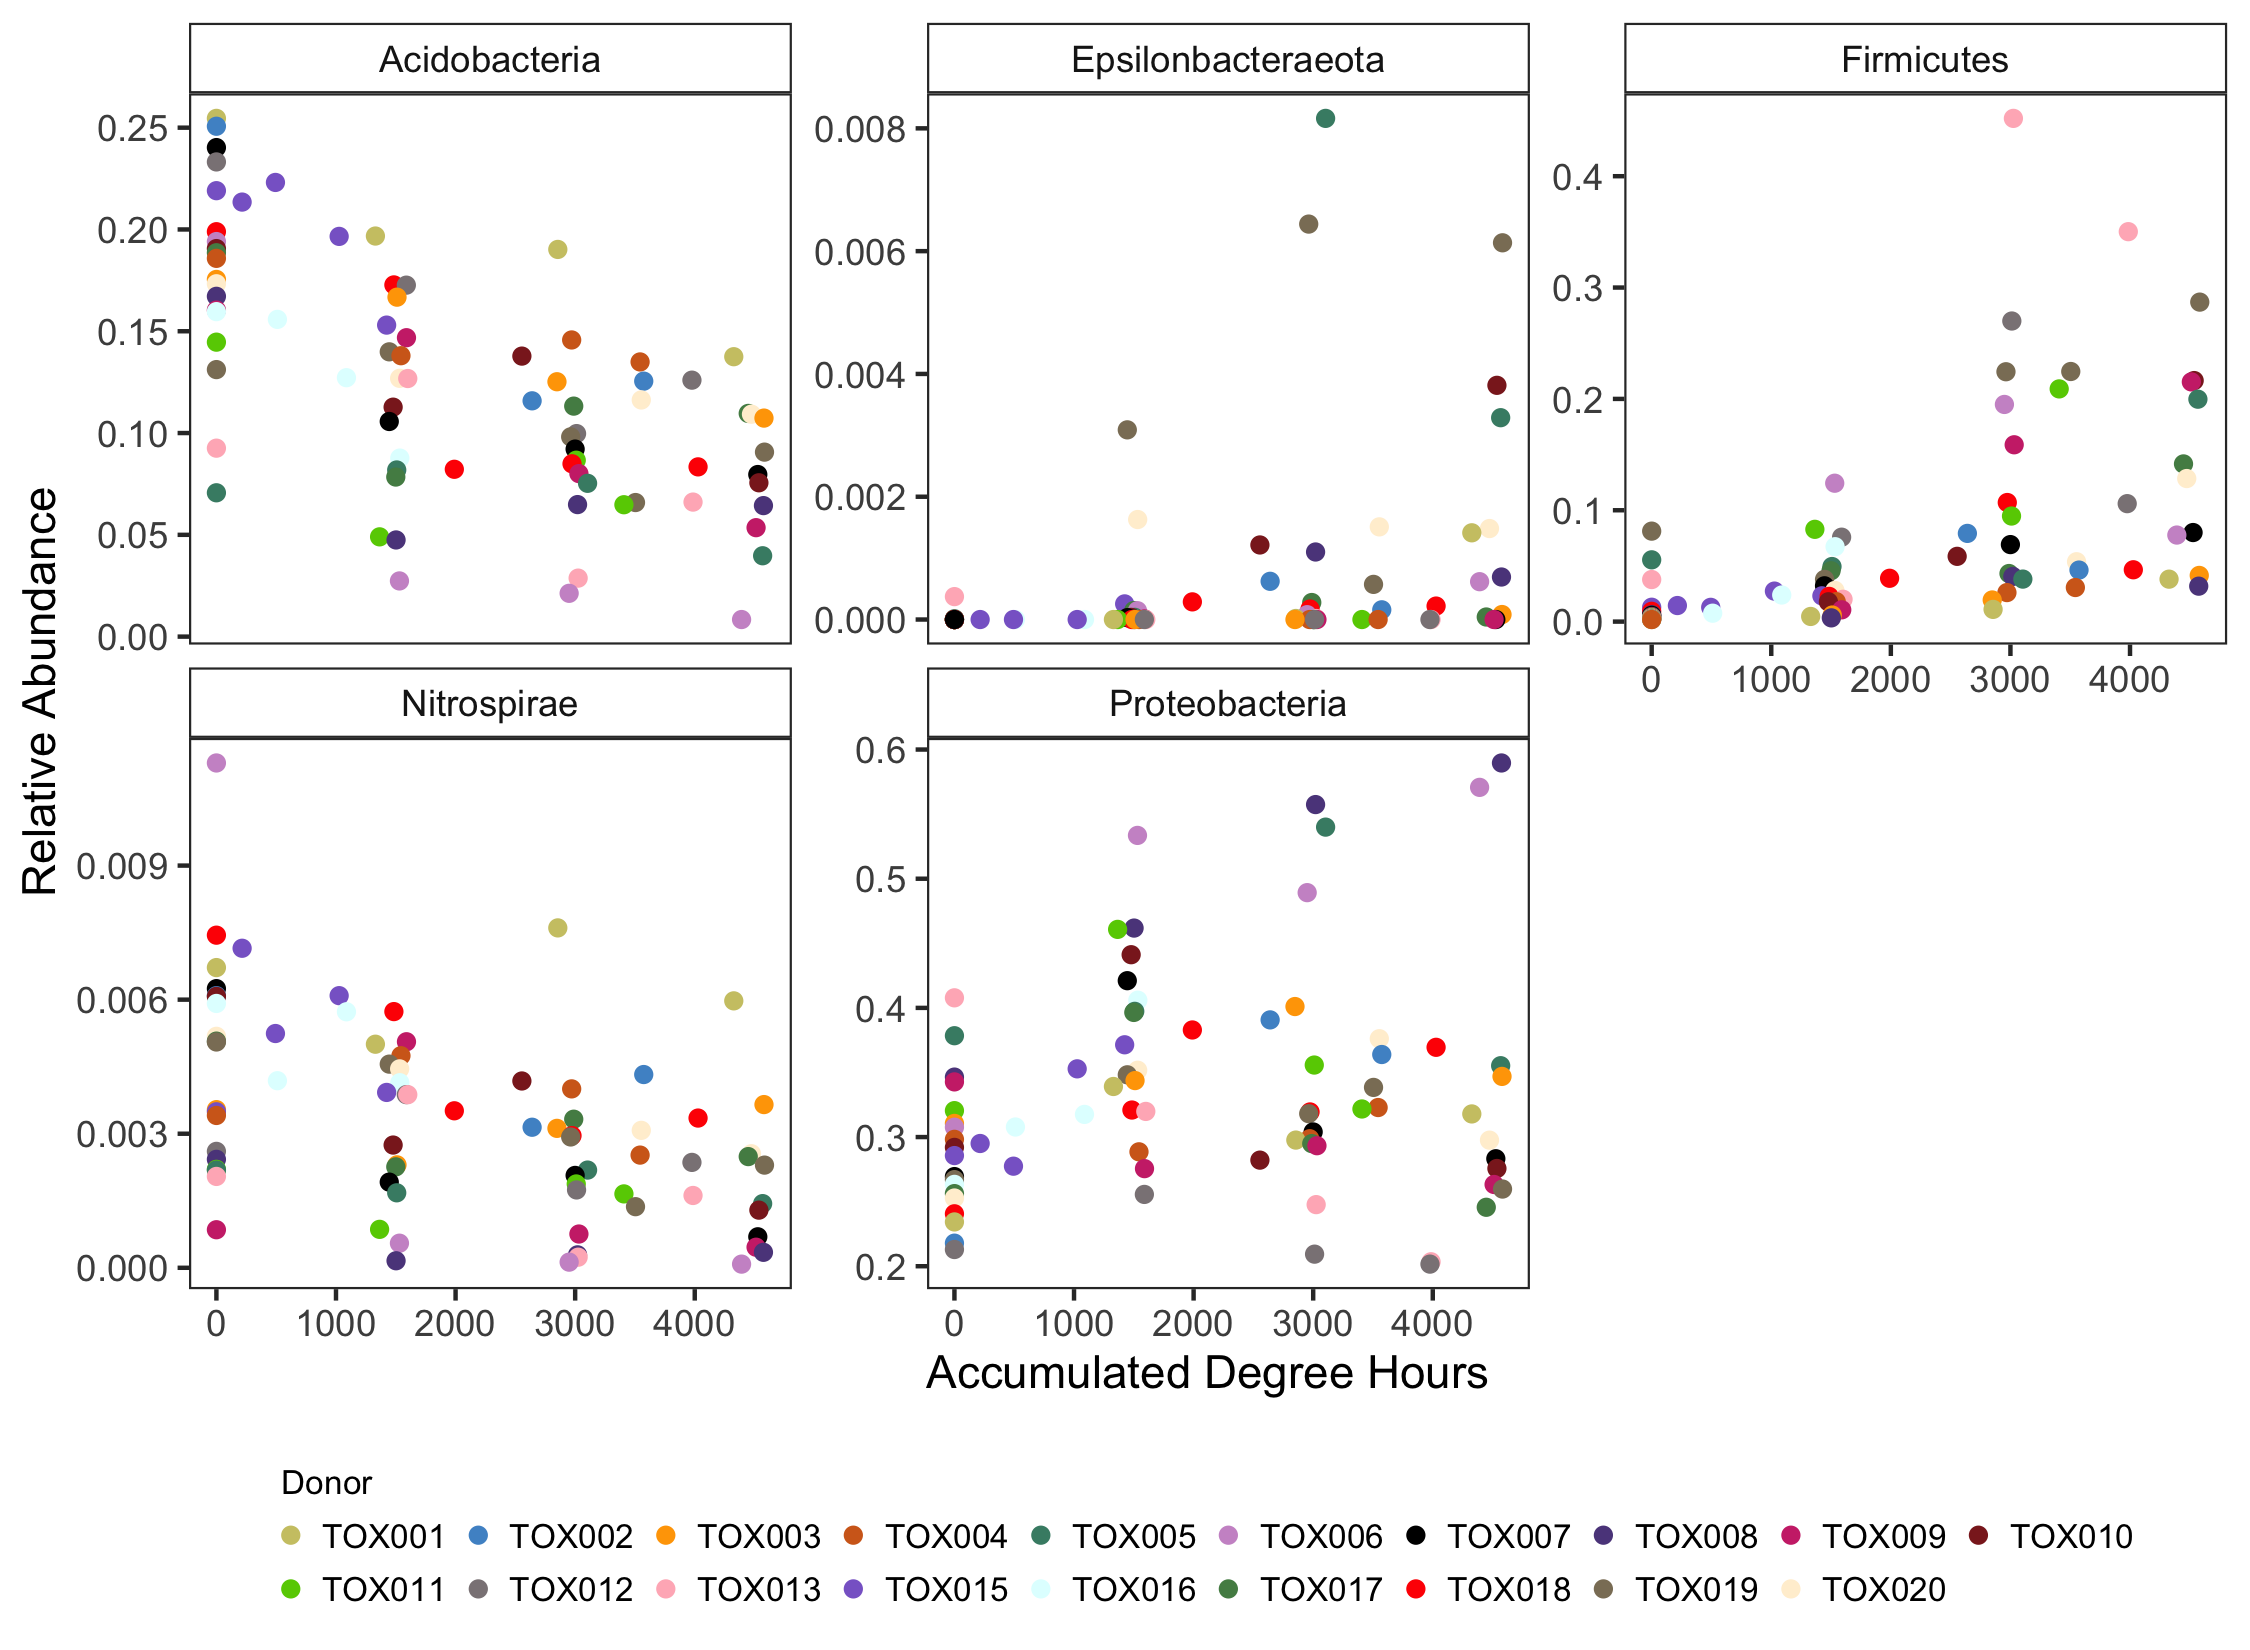 Acidobacteria
Epsilonbacteraeota
Firmicutes
0.25
0.20
0.15
0.10
0.05
0.00
0.008
0.006
0.004
0.002
0.000
0.4
0.3
0.2
0.1
0.0
0 1000 2000 3000 4000
Relative Abundance
Nitrospirae
Proteobacteria
0.009
0.006
0.003
0.000
0.6
0.5
0.4
0.3
0.2
0 1000 2000 3000 4000
0 1000 2000 3000 4000
Accumulated Degree Hours
Donor
TOX001 TOX002 TOX003 TOX004 TOX005 TOX006 TOX007 TOX008 TOX009 TOX010
TOX011 TOX012 TOX013 TOX015 TOX016 TOX017 TOX018 TOX019 TOX020